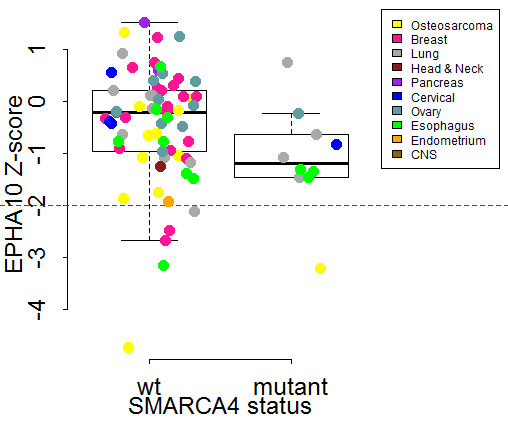 EPHA10 Z-score
1
0
-1
-2
-3
-4
wt mutant
SMARCA4 status
Osteosarcoma
Breast
Lung
Head & Neck
Pancreas
Cervical
Ovary
Esophagus
Endometrium
CNS